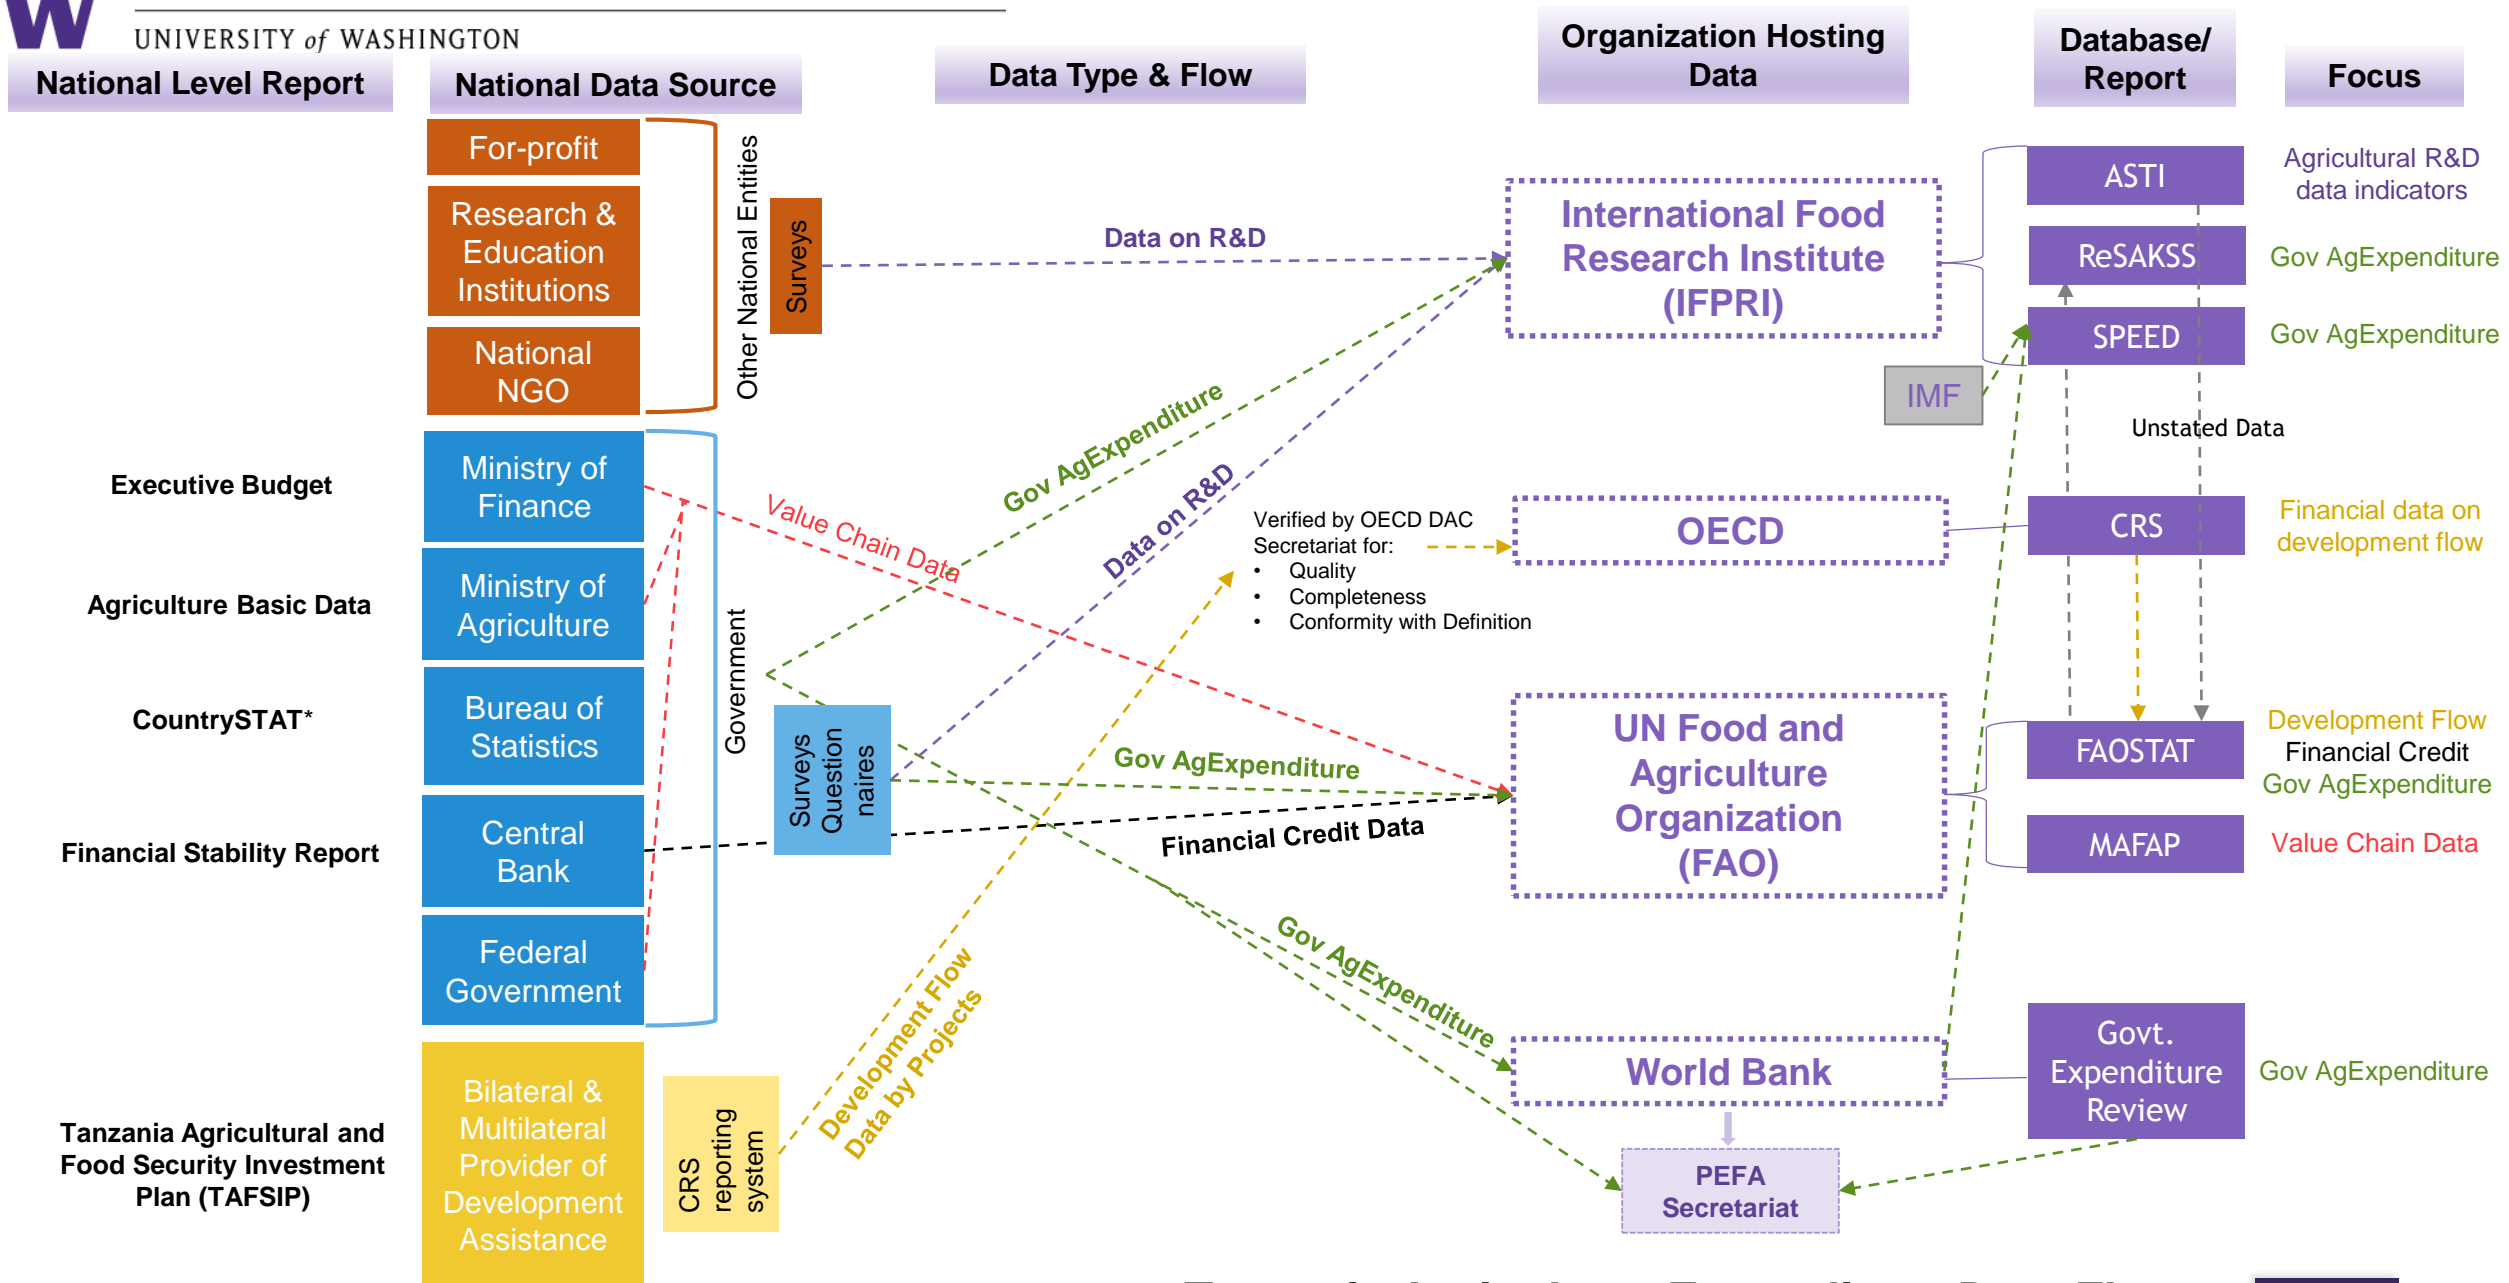 UNIVERSITY of WASHINGTON
National Level Report
National Data Source
Data Type & Flow
Organization Hosting
Data
Database/
Report
Focus
For-profit
Research &
Education
Institutions
National
NGO
Other National Entities
Surveys
Data on R&D
International Food
Research Institute
(IFPRI)
ASTI
Agricultural R&D
data indicators
ReSAKSS
Gov AgExpenditure
SPEED
Gov AgExpenditure
IMF
Unstated Data
Executive Budget
Ministry of
Finance
Value Chain Data
Gov AgExpenditure
Data on R&D
Verified by OECD DAC
Secretariat for:
• Quality
• Completeness
• Conformity with Definition
OECD
CRS
Financial data on
development flow
Agriculture Basic Data
Ministry of
Agriculture
Government
CountrySTAT*
Bureau of
Statistics
Surveys
Question
naires
Gov AgExpenditure
Financial Credit Data
UN Food and
Agriculture
Organization
(FAO)
FAOSTAT
Development Flow
Financial Credit
Gov AgExpenditure
MAFAP
Value Chain Data
Financial Stability Report
Central
Bank
Federal
Government
Gov AgExpenditure
Development Flow
Data by Projects
World Bank
Govt.
Expenditure
Review
Gov AgExpenditure
Tanzania Agricultural and
Food Security Investment
Plan (TAFSIP)
Bilateral &
Multilateral
Provider of
Development
Assistance
CRS
reporting
system
PEFA
Secretariat